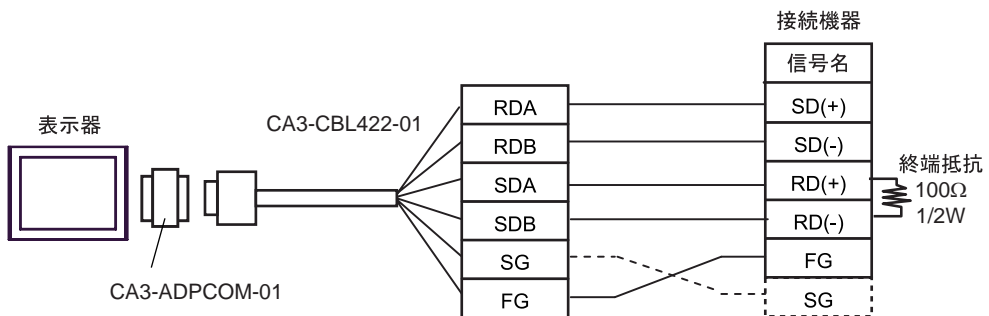 接続機器
信号名
表示器
CA3-CBL422-01
CA3-ADPCOM-01
RDA
RDB
SDA
SDB
SG
FG
SD(+)
SD(-)
RD(+)
RD(-)
FG
SG
終端抵抗
100Ω
1/2W